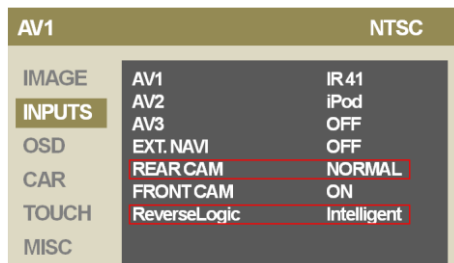 AV1 NTSC
IMAGE
INPUTS
OSD
CAR
TOUCH
MISC
AV1 IR 41
AV2 iPod
AV3 OFF
EXT. NAVI OFF
REAR CAM NORMAL
FRONT CAM ON
ReverseLogic Intelligent